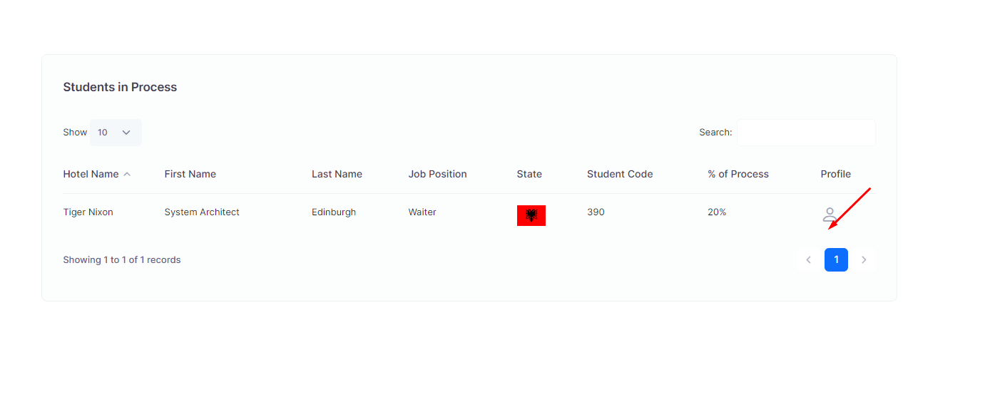 Students in Process
Show 10 Search:
Hotel Name First Name Last Name Job Position State Student Code % of Process Profile
Tiger Nixon System Architect Edinburgh Waiter 390 20%
Showing 1 to 1 of 1 records 1